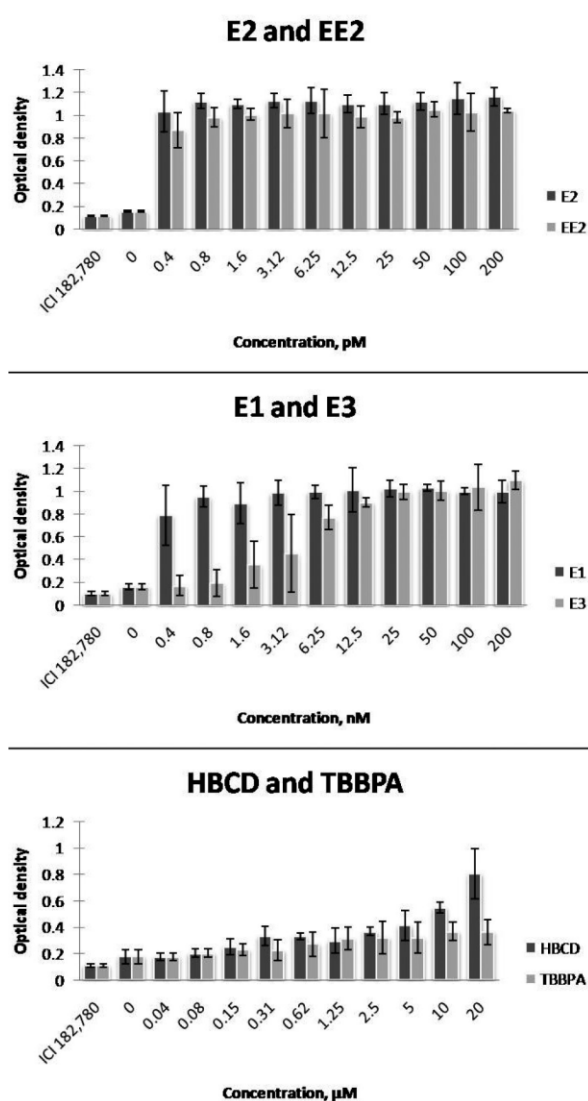 E2 and EE2
1.4
1.2
1
0.8
0.6
0.4
0.2
0
Optical density
ICI 182,780 0 0.4 0.8 1.6 3.12 6.25 12.5 25 50 100 200
Concentration, pM
E2
EE2
E1 and E3
1.4
1.2
1
0.8
0.6
0.4
0.2
0
Optical density
ICI 182,780 0 0.4 0.8 1.6 3.12 6.25 12.5 25 50 100 200
Concentration, nM
E1
E3
HBCD and TBBPA
1.2
1
0.8
0.6
0.4
0.2
0
Optical density
ICI 182,780 0 0.04 0.08 0.15 0.31 0.62 1.25 2.5 5 10 20
Concentration, µM
HBCD
TBBPA